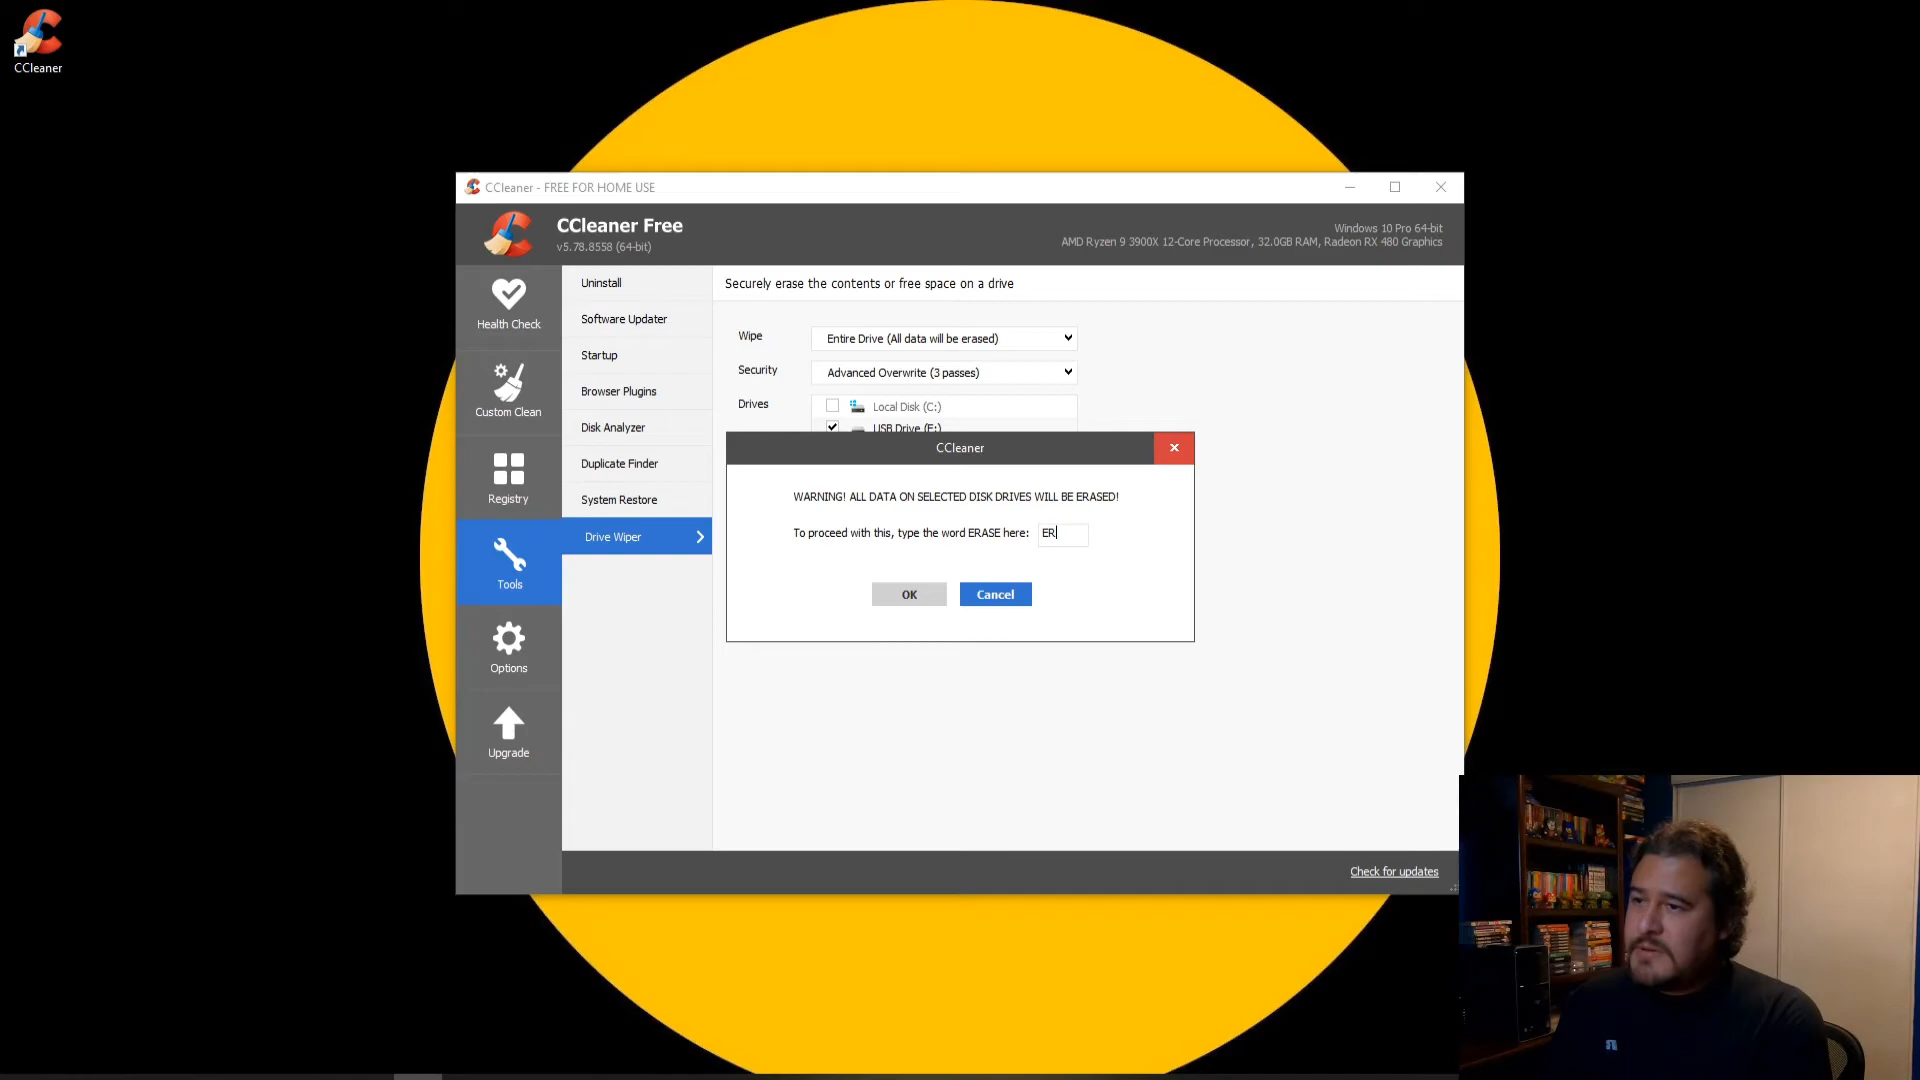 CCleaner
CCleaner - FREE FOR HOME USE
CCleaner Free
v5.78.8558 (64-bit)
Windows 10 Pro 64-bit
AMD Ryzen 9 3900X 12-Core Processor, 32.0GB RAM, Radeon RX 480 Graphics
Health Check
Custom Clean
Registry
Tools
Options
Upgrade
Uninstall
Software Updater
Startup
Browser Plugins
Disk Analyzer
Duplicate Finder
System Restore
Drive Wiper
Securely erase the contents or free space on a drive
Wipe
Entire Drive (All data will be erased)
Security
Advanced Overwrite (3 passes)
Drives
Local Disk (C:)
USB Drive (E:)
CCleaner
WARNING! ALL DATA ON SELECTED DISK DRIVES WILL BE ERASED!
To proceed with this, type the word ERASE here: ER
OK
Cancel
Check for updates